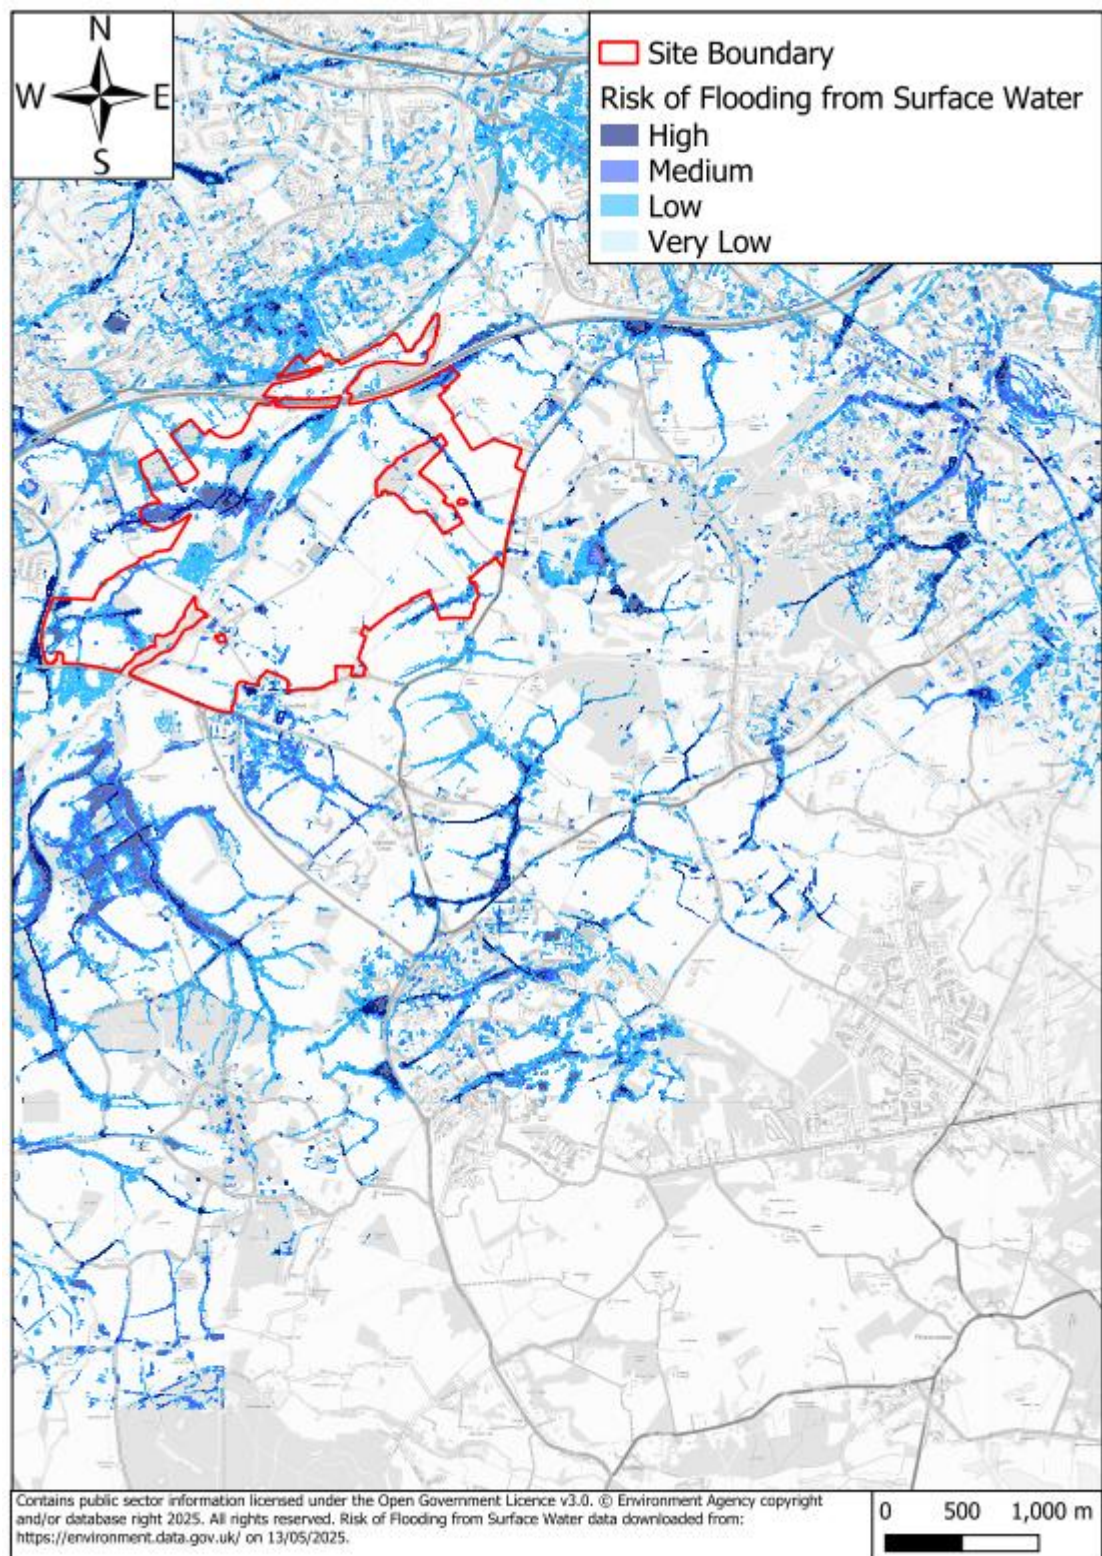 N
W E
S
Site Boundary
Risk of Flooding from Surface Water
High
Medium
Low
Very Low
Contains public sector information licensed under the Open Government Licence v3.0. © Environment Agency copyright
and/or database right 2025. All rights reserved. Risk of Flooding from Surface Water data downloaded from:
https://environment.data.gov.uk/ on 13/05/2025.
0 500 1,000 m